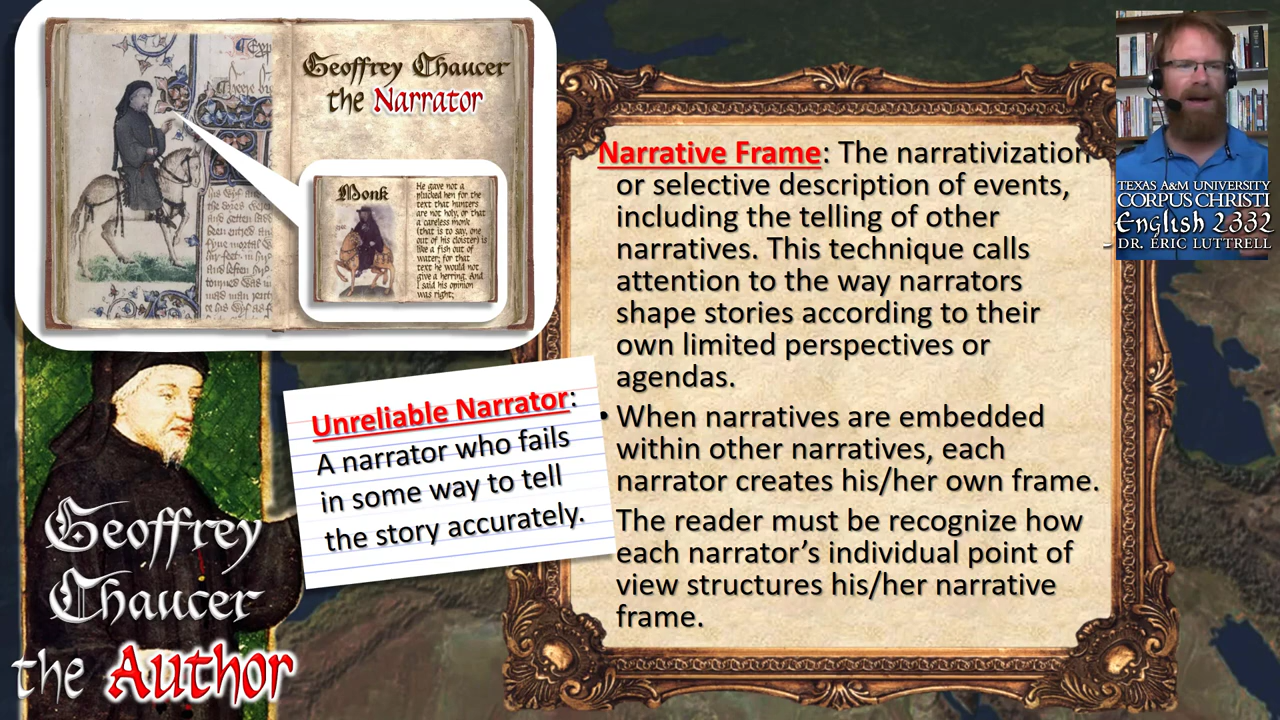 Geoffrey Chaucer
the Narrator
Monk
He gave not a
plucked hen for the
text that hunters
are not holy, or that
a careless monk
(that is to say, one
out of his cloister) is
like a fish out of
water; for that
text he would not
give a herring. And
I said his opinion
was right;
Narrative Frame: The narrativization
or selective description of events,
including the telling of other
narratives. This technique calls
attention to the way narrators
shape stories according to their
own limited perspectives or
agendas.
• When narratives are embedded
within other narratives, each
narrator creates his/her own frame.
The reader must be recognize how
each narrator's individual point of
view structures his/her narrative
frame.
Unreliable Narrator:
A narrator who fails
in some way to tell
the story accurately.
Geoffrey
Chaucer
the Author
TEXAS A&M UNIVERSITY
CORPUS CHRISTI
English 2332
- DR. ERIC LUTTRELL